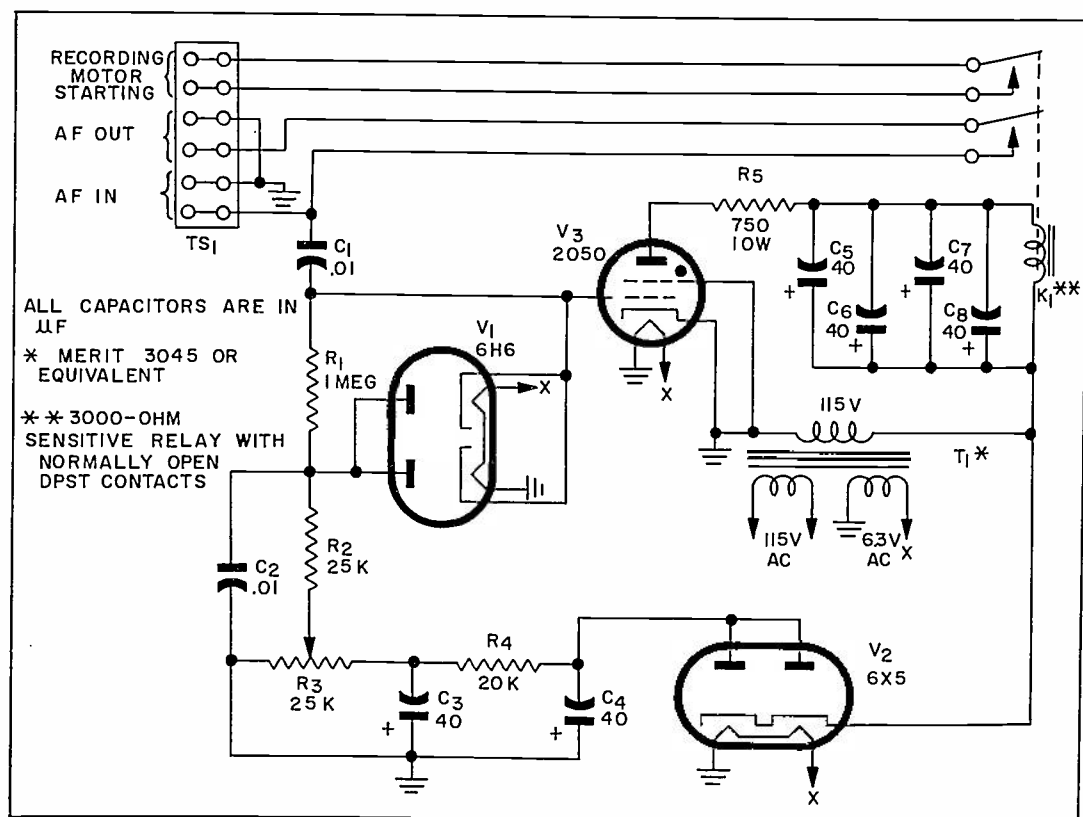 RECORDING
MOTOR
STARTING
AF OUT
AF IN
TS1
C1
.01
ALL CAPACITORS ARE IN
µF
* MERIT 3045 OR
EQUIVALENT
** 3000-OHM
SENSITIVE RELAY WITH
NORMALLY OPEN
DPST CONTACTS
R1
1 MEG
V1
6H6
X
V3
2050
X
R5
750
10W
C5
40
+
C6
40
+
C7
40
+
C8
40
+
K1**
115V
T1*
115V
AC
6.3V
AC
X
C2
.01
R2
25K
R3
25K
C3
40
+
R4
20K
C4
40
+
V2
6X5
X